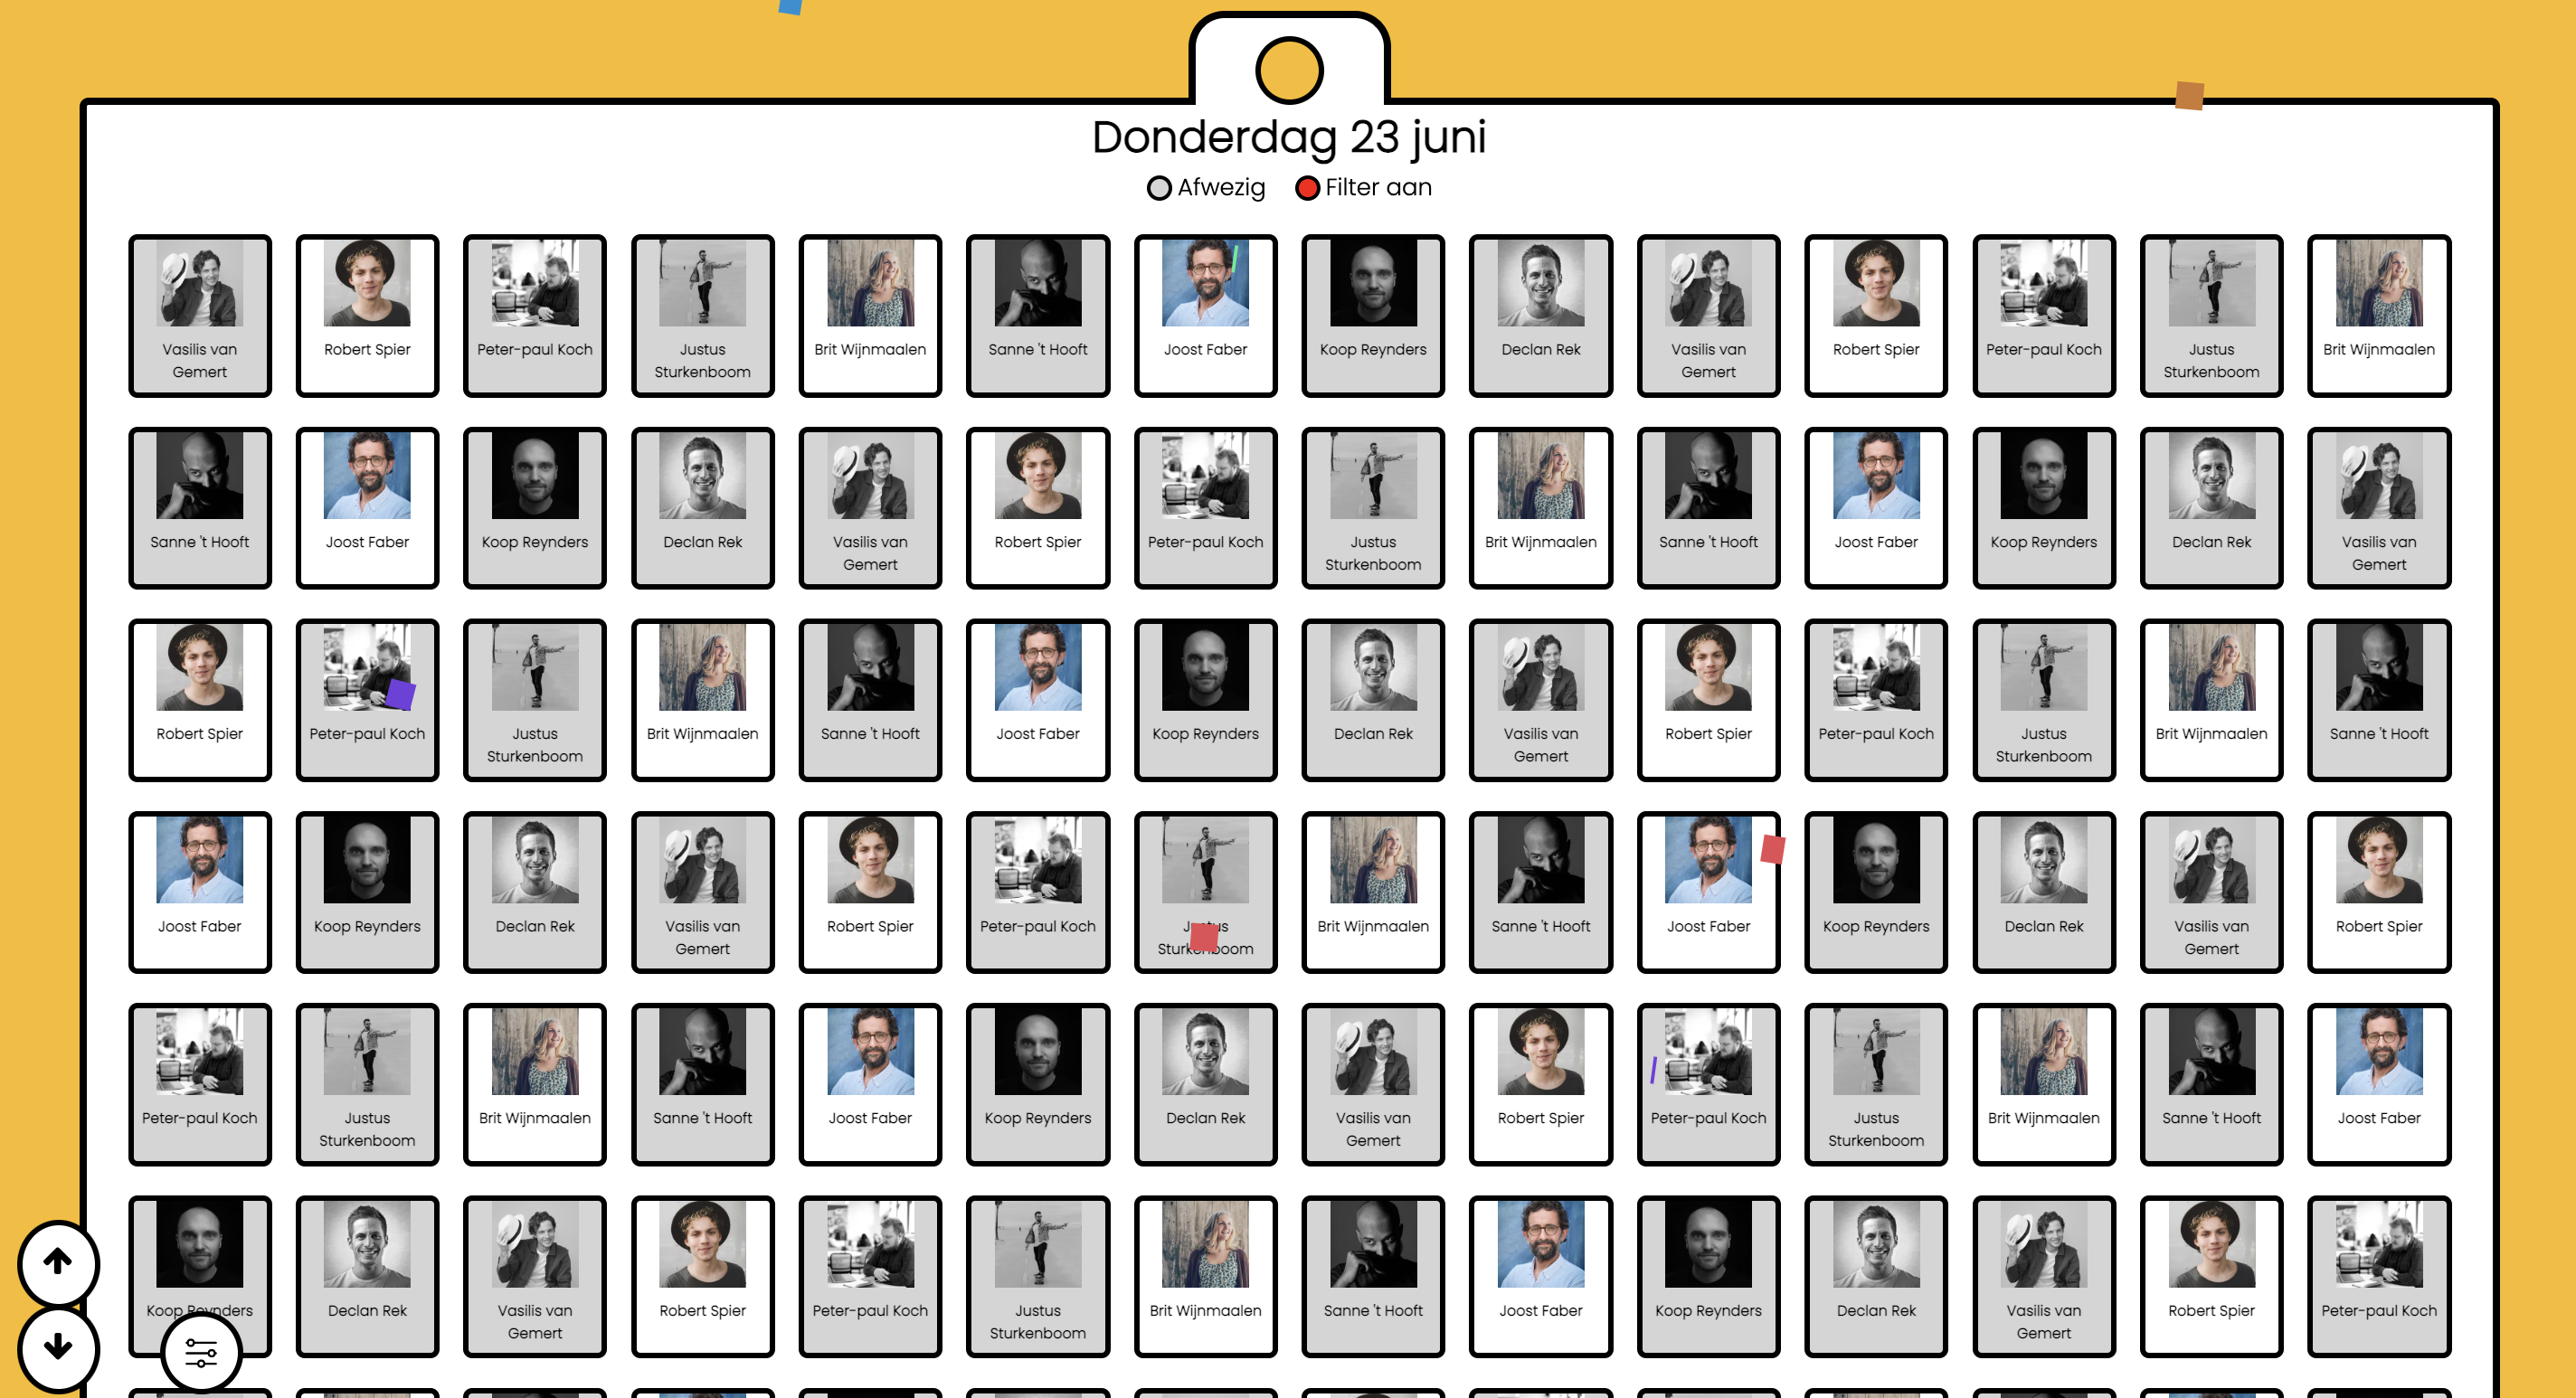 Donderdag 23 juni
Afwezig
Filter aan
Vasilis van
Gemert
Robert Spier
Peter-paul Koch
Justus
Sturkenboom
Brit Wijnmaalen
Sanne 't Hooft
Joost Faber
Koop Reynders
Declan Rek
Vasilis van
Gemert
Robert Spier
Peter-paul Koch
Justus
Sturkenboom
Brit Wijnmaalen
Sanne 't Hooft
Joost Faber
Koop Reynders
Declan Rek
Vasilis van
Gemert
Robert Spier
Peter-paul Koch
Justus
Sturkenboom
Brit Wijnmaalen
Sanne 't Hooft
Joost Faber
Koop Reynders
Declan Rek
Vasilis van
Gemert
Robert Spier
Peter-paul Koch
Justus
Sturkenboom
Brit Wijnmaalen
Sanne 't Hooft
Joost Faber
Koop Reynders
Declan Rek
Vasilis van
Gemert
Robert Spier
Peter-paul Koch
Justus
Sturkenboom
Brit Wijnmaalen
Sanne 't Hooft
Joost Faber
Koop Reynders
Declan Rek
Vasilis van
Gemert
Robert Spier
Peter-paul Koch
Justus
Sturkenboom
Brit Wijnmaalen
Sanne 't Hooft
Joost Faber
Koop Reynders
Declan Rek
Vasilis van
Gemert
Robert Spier
Peter-paul Koch
Justus
Sturkenboom
Brit Wijnmaalen
Sanne 't Hooft
Joost Faber
Koop Reynders
Declan Rek
Vasilis van
Gemert
Robert Spier
Peter-paul Koch
Justus
Sturkenboom
Brit Wijnmaalen
Sanne 't Hooft
Joost Faber
Koop Reynders
Declan Rek
Vasilis van
Gemert
Robert Spier
Peter-paul Koch
Justus
Sturkenboom
Brit Wijnmaalen
Sanne 't Hooft
Joost Faber
Koop Reynders
Declan Rek
Vasilis van
Gemert
Robert Spier
Peter-paul Koch